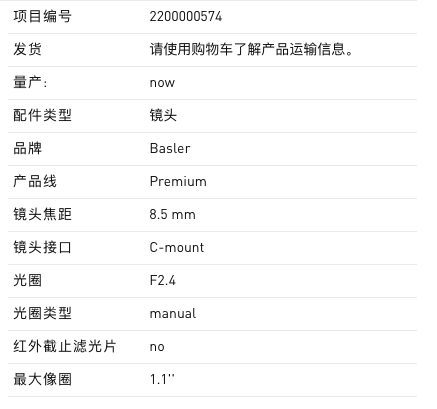 项目编号 2200000574
发货 请使用购物车了解产品运输信息。
量产: now
配件类型 镜头
品牌 Basler
产品线 Premium
镜头焦距 8.5 mm
镜头接口 C-mount
光圈 F2.4
光圈类型 manual
红外截止滤光片 no
最大像圈 1.1''